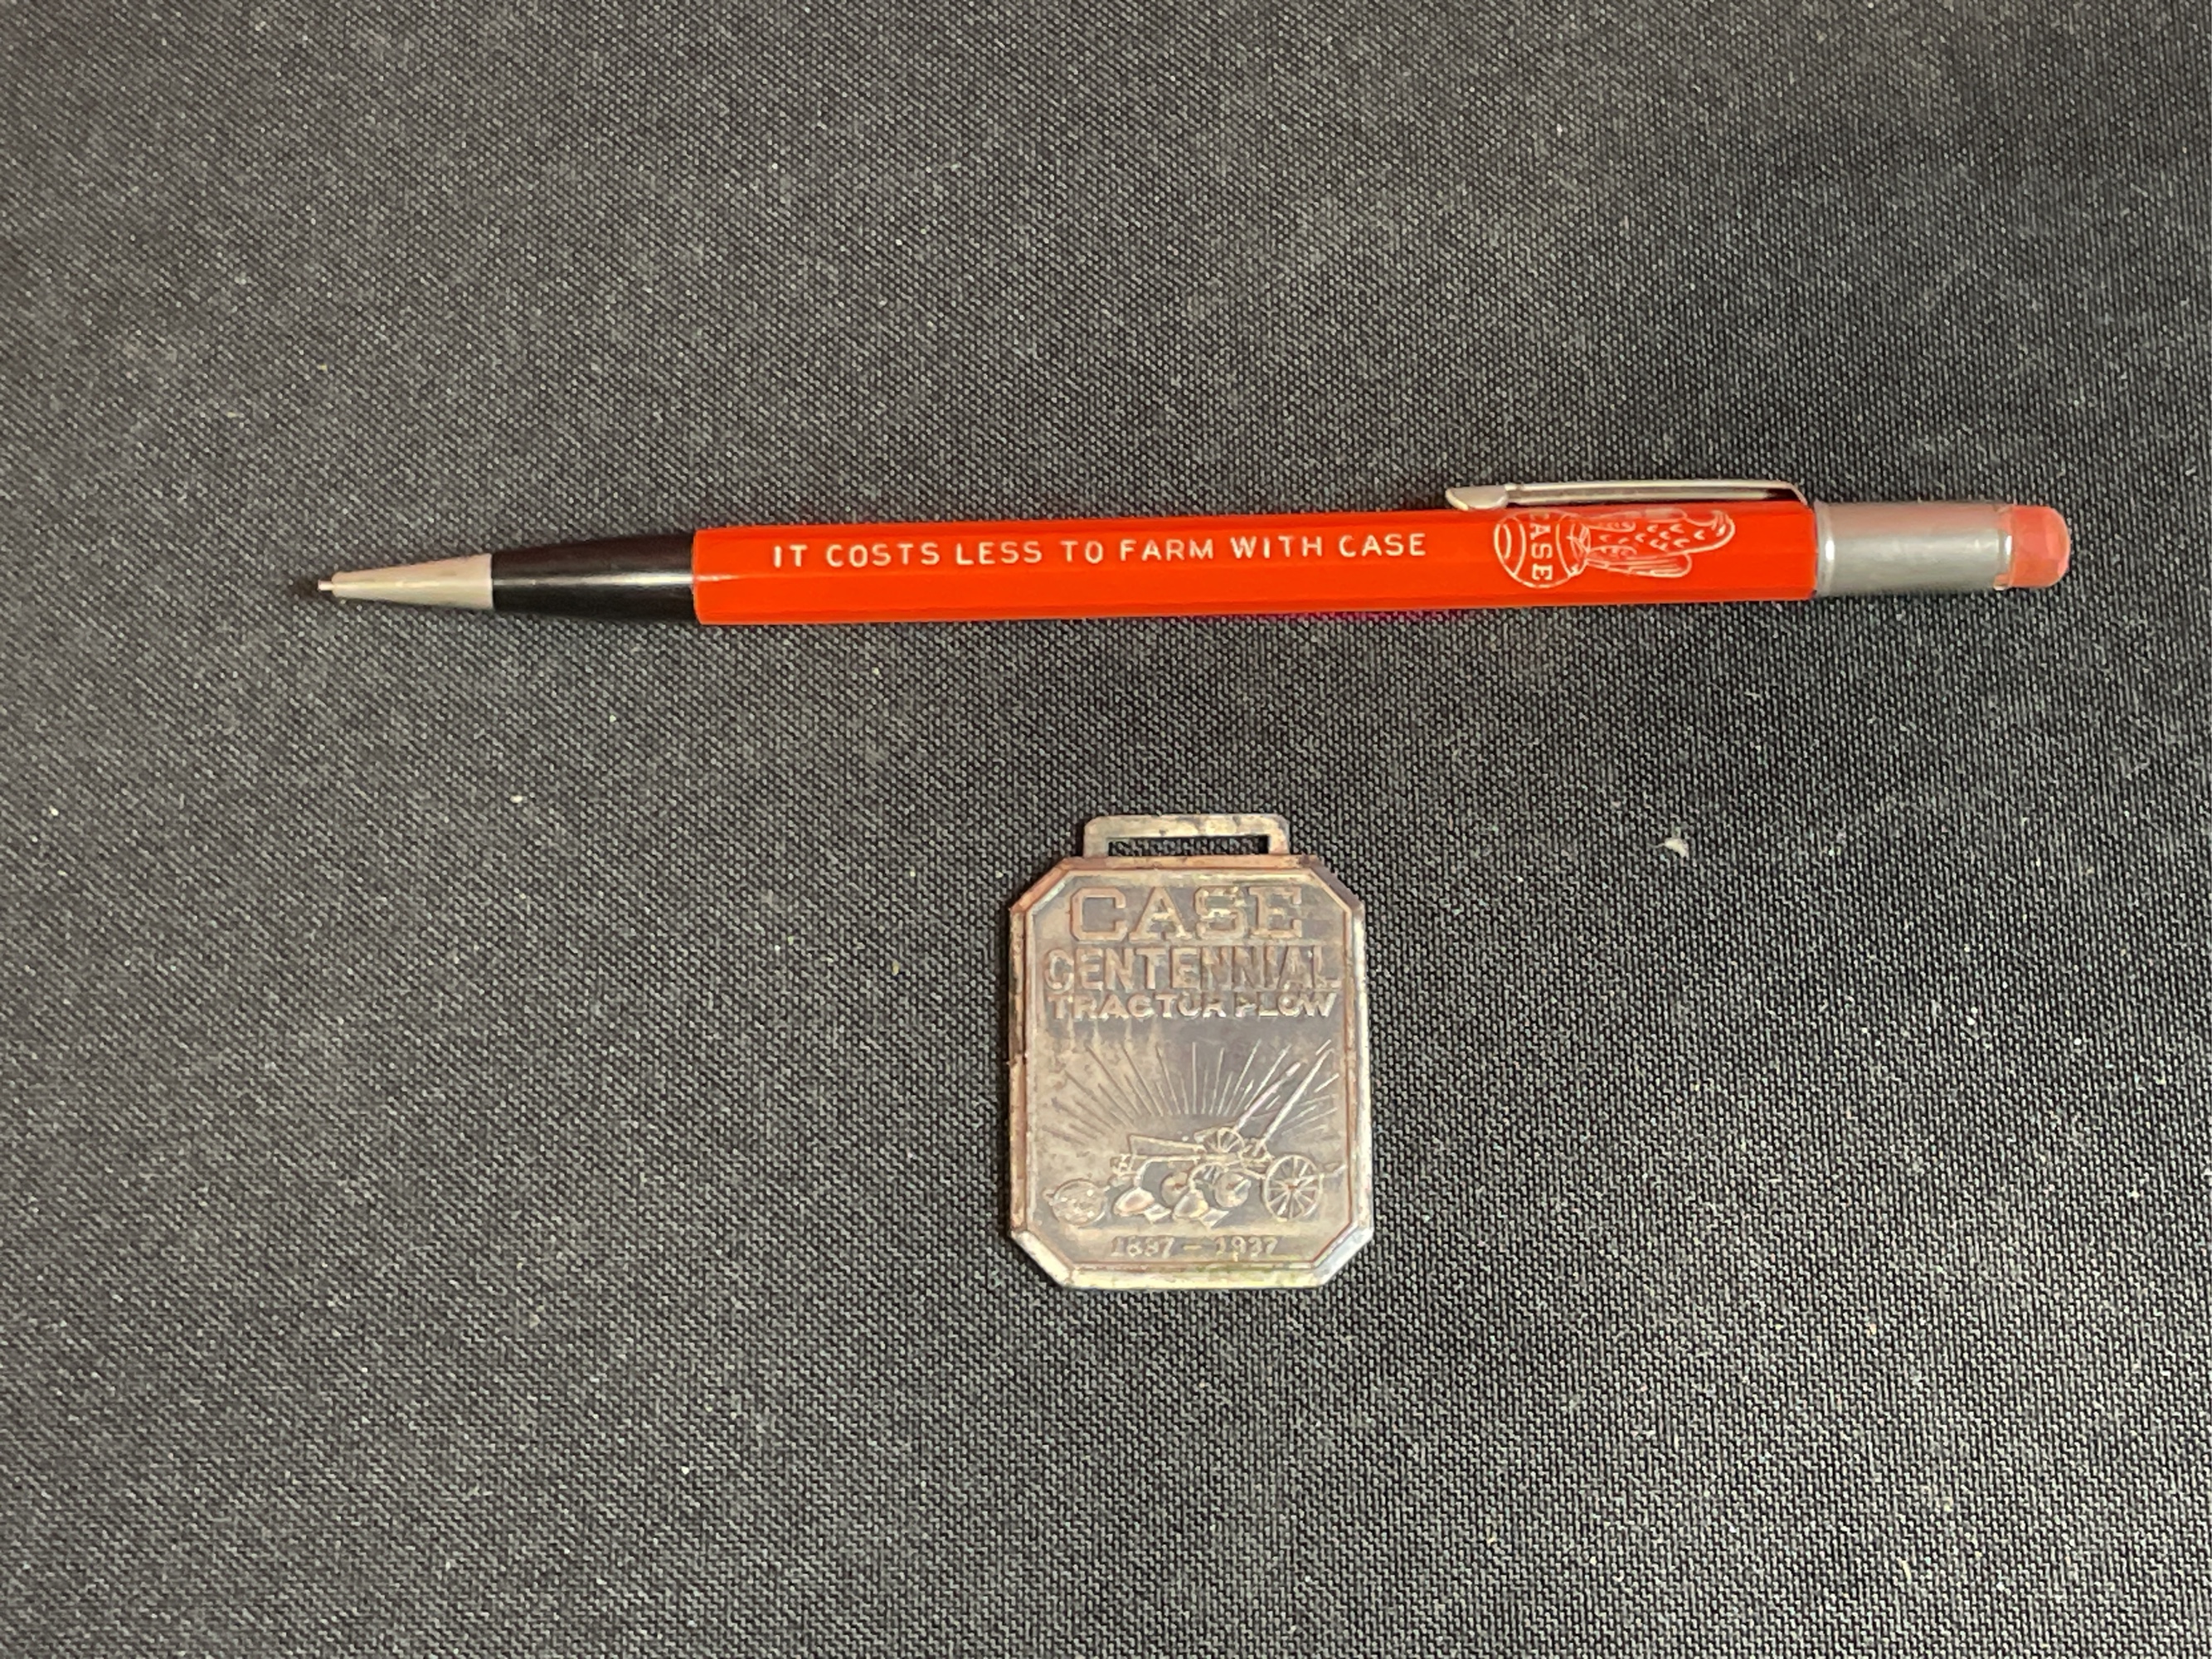 IT COSTS LESS TO FARM WITH CASE
CASE
CASE
CENTENNIAL
TRACTOR PLOW
1837 — 1937